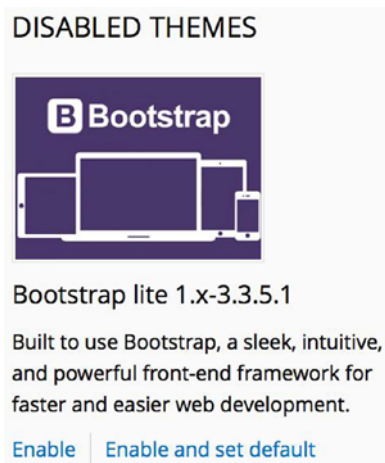 DISABLED THEMES
B Bootstrap
Bootstrap lite 1.x-3.3.5.1
Built to use Bootstrap, a sleek, intuitive,
and powerful front-end framework for
faster and easier web development.
Enable Enable and set default